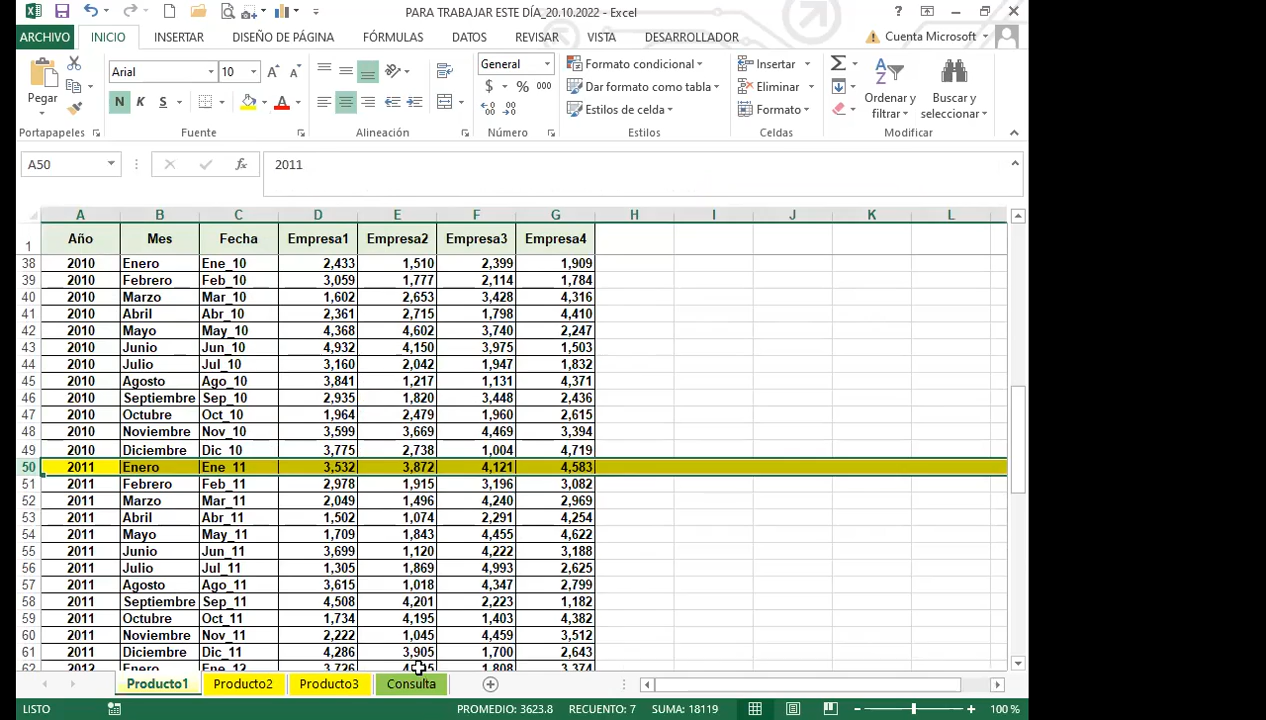 PARA TRABAJAR ESTE DÍA_20.10.2022 - Excel
ARCHIVO INICIO INSERTAR DISEÑO DE PÁGINA FÓRMULAS DATOS REVISAR VISTA DESARROLLADOR Cuenta Microsoft
Pegar
Arial 10
N K S
General
$ % 000
Formato condicional
Dar formato como tabla
Estilos de celda
Insertar
Eliminar
Formato
Ordenar y filtrar
Buscar y seleccionar
Portapapeles Fuente Alineación Número Estilos Celdas Modificar
A50 fx 2011
A B C D E F G H I J K L
1 Año Mes Fecha Empresa1 Empresa2 Empresa3 Empresa4
38 2010 Enero Ene_10 2,433 1,510 2,399 1,909
39 2010 Febrero Feb_10 3,059 1,777 2,114 1,784
40 2010 Marzo Mar_10 1,602 2,653 3,428 4,316
41 2010 Abril Abr_10 2,361 2,715 1,798 4,410
42 2010 Mayo May_10 4,368 4,602 3,740 2,247
43 2010 Junio Jun_10 4,932 4,150 3,975 1,503
44 2010 Julio Jul_10 3,160 2,042 1,947 1,832
45 2010 Agosto Ago_10 3,841 1,217 1,131 4,371
46 2010 Septiembre Sep_10 2,935 1,820 3,448 2,436
47 2010 Octubre Oct_10 1,964 2,479 1,960 2,615
48 2010 Noviembre Nov_10 3,599 3,669 4,469 3,394
49 2010 Diciembre Dic_10 3,775 2,738 1,004 4,719
50 2011 Enero Ene_11 3,532 3,872 4,121 4,583
51 2011 Febrero Feb_11 2,978 1,915 3,196 3,082
52 2011 Marzo Mar_11 2,049 1,496 4,240 2,969
53 2011 Abril Abr_11 1,502 1,074 2,291 4,254
54 2011 Mayo May_11 1,709 1,843 4,455 4,622
55 2011 Junio Jun_11 3,699 1,120 4,222 3,188
56 2011 Julio Jul_11 1,305 1,869 4,993 2,625
57 2011 Agosto Ago_11 3,615 1,018 4,347 2,799
58 2011 Septiembre Sep_11 4,508 4,201 2,223 1,182
59 2011 Octubre Oct_11 1,734 4,195 1,403 4,382
60 2011 Noviembre Nov_11 2,222 1,045 4,459 3,512
61 2011 Diciembre Dic_11 4,286 3,905 1,700 2,643
62 2012 Enero Ene_12 3,726 1,808 3,374
Producto1 Producto2 Producto3 Consulta
LISTO PROMEDIO: 3623.8 RECUENTO: 7 SUMA: 18119 100 %